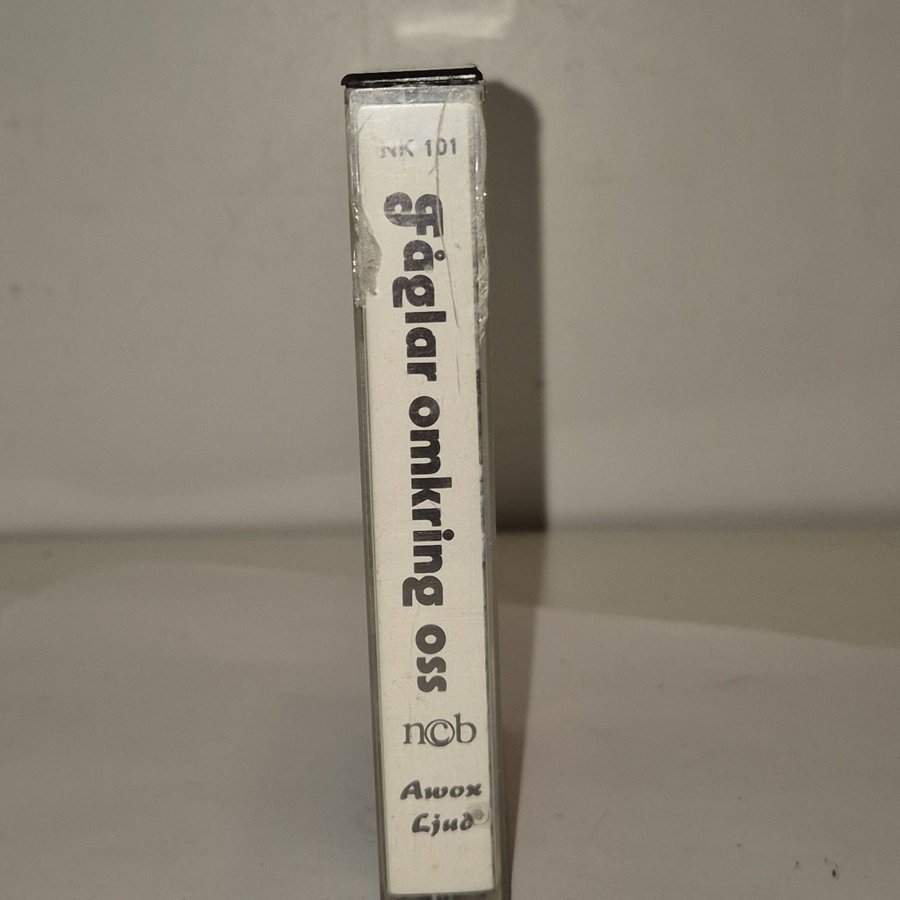 NK 101
Fåglar omkring oss
ncb
Awox
Ljud